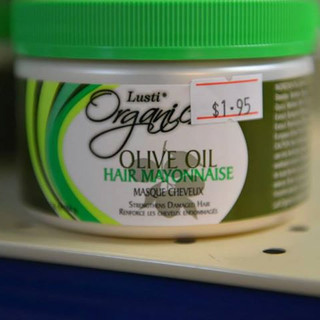 Lusti*
Organic
$1.95
OLIVE OIL
HAIR MAYONNAISE
MASQUE CHEVEUX
STRENGTHENS DAMAGED HAIR
RENFORCE LES CHEVEUX ENDOMMAGÉS